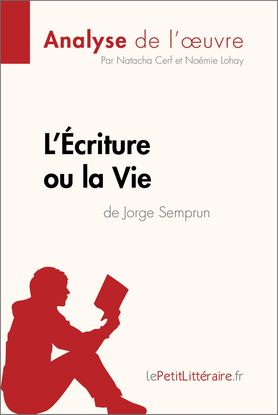 Analyse de l’œuvre
Par Natacha Cerf et Noémie Lohay
L’Écriture
ou la Vie
de Jorge Semprun
lePetitLittéraire.fr